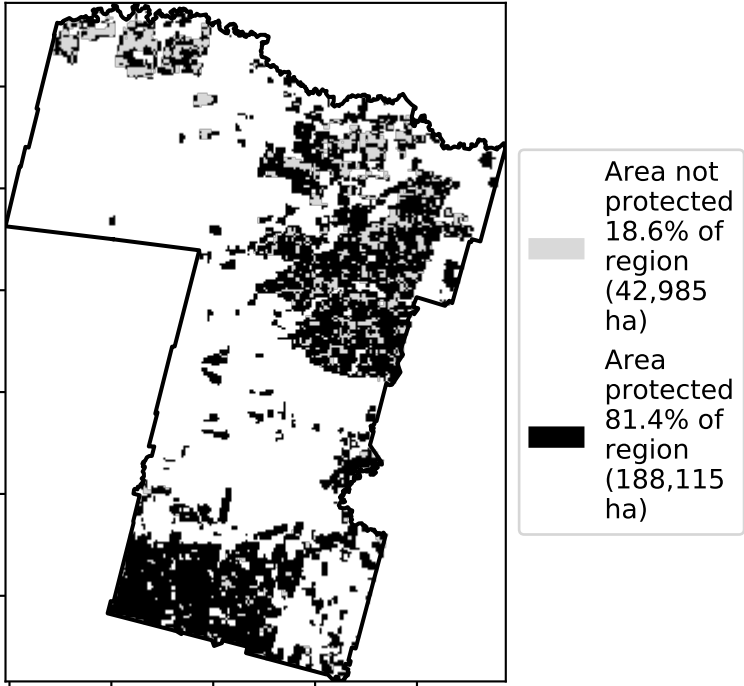 Area not
protected
18.6% of
region
(42,985
ha)
Area
protected
81.4% of
region
(188,115
ha)